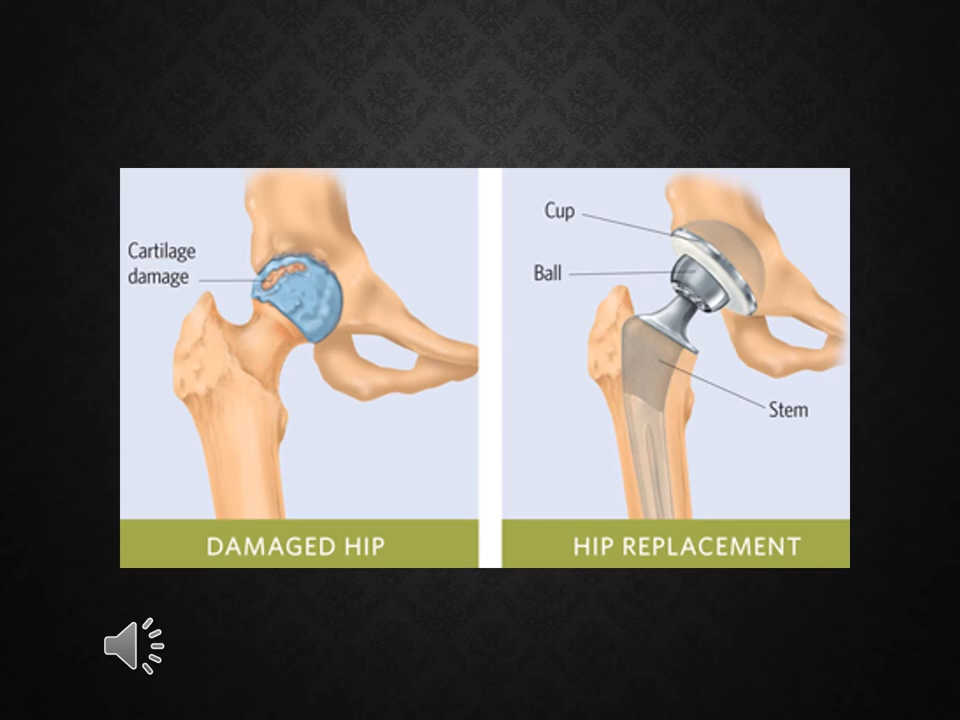 Cartilage
damage
DAMAGED HIP
Cup
Ball
Stem
HIP REPLACEMENT